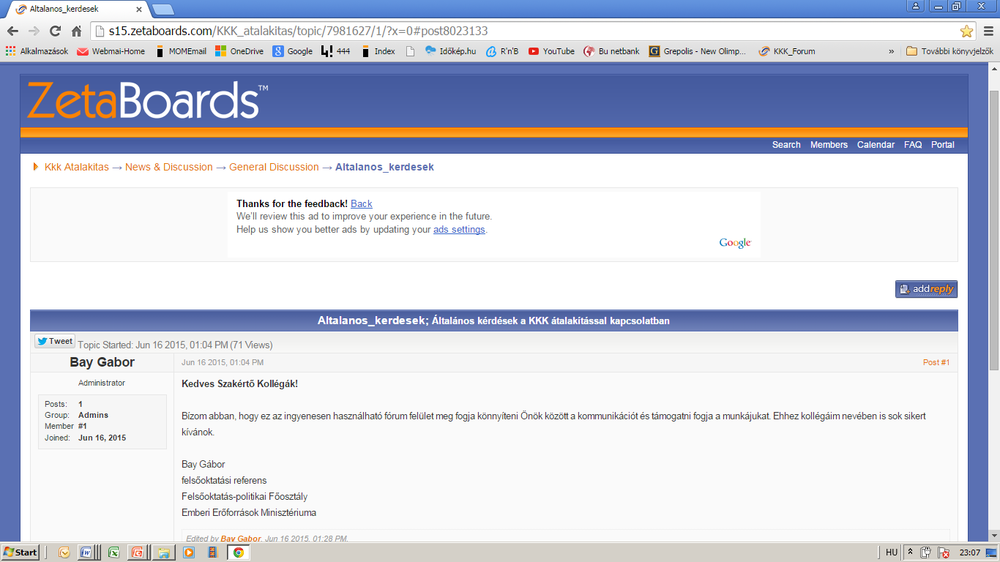 Altalanos_kerdesek
s15.zetaboards.com/KKK_atalakitas/topic/7981627/1/?x=0#post8023133
Alkalmazások Webmai-Home MOMEmail OneDrive Google 444 Index Időkép.hu R'n'B YouTube Bu netbank Grepolis - New Olimp... KKK_Forum » További könyvjelzők
ZetaBoards™
Search Members Calendar FAQ Portal
Kkk Atalakitas → News & Discussion → General Discussion → Altalanos_kerdesek
Thanks for the feedback! Back
We'll review this ad to improve your experience in the future.
Help us show you better ads by updating your ads settings.
Google
addreply
Altalanos_kerdesek; Általános kérdések a KKK átalakítással kapcsolatban
Tweet Topic Started: Jun 16 2015, 01:04 PM (71 Views)
Bay Gabor Jun 16 2015, 01:04 PM Post #1
Administrator
Posts: 1
Group: Admins
Member #1
Joined: Jun 16, 2015
Kedves Szakértő Kollégák!
Bízom abban, hogy ez az ingyenesen használható fórum felület meg fogja könnyíteni Önök között a kommunikációt és támogatni fogja a munkájukat. Ehhez kollégáim nevében is sok sikert
kívánok.
Bay Gábor
felsőoktatási referens
Felsőoktatás-politikai Főosztály
Emberi Erőforrások Minisztériuma
Edited by Bay Gabor, Jun 16 2015, 01:28 PM.
Start HU 23:07